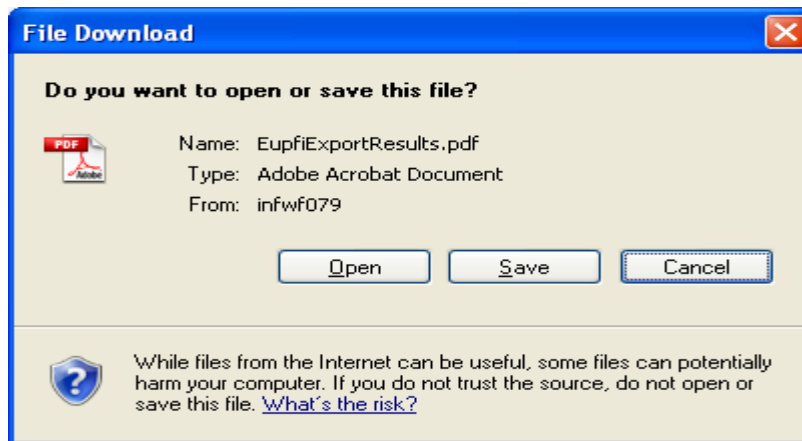 File Download
Do you want to open or save this file?
PDF
Adobe
Name: EupfiExportResults.pdf
Type: Adobe Acrobat Document
From: infwf079
Open
Save
Cancel
While files from the Internet can be useful, some files can potentially
harm your computer. If you do not trust the source, do not open or
save this file. What's the risk?